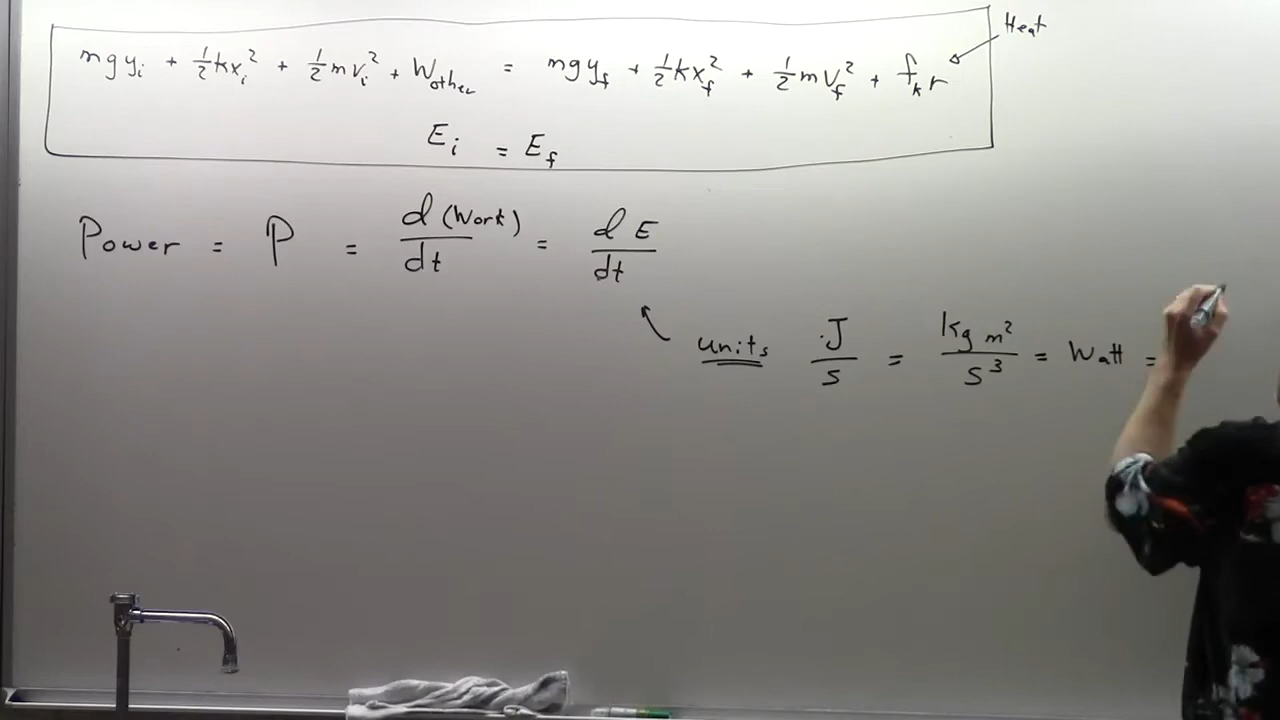 Heat
mgyᵢ + ½kxᵢ² + ½mvᵢ² + W_other = mgy_f + ½kx_f² + ½mv_f² + f_k r
Eᵢ = E_f
Power = P = d(Work)/dt = dE/dt
units J/s = kg m²/s³ = Watt =